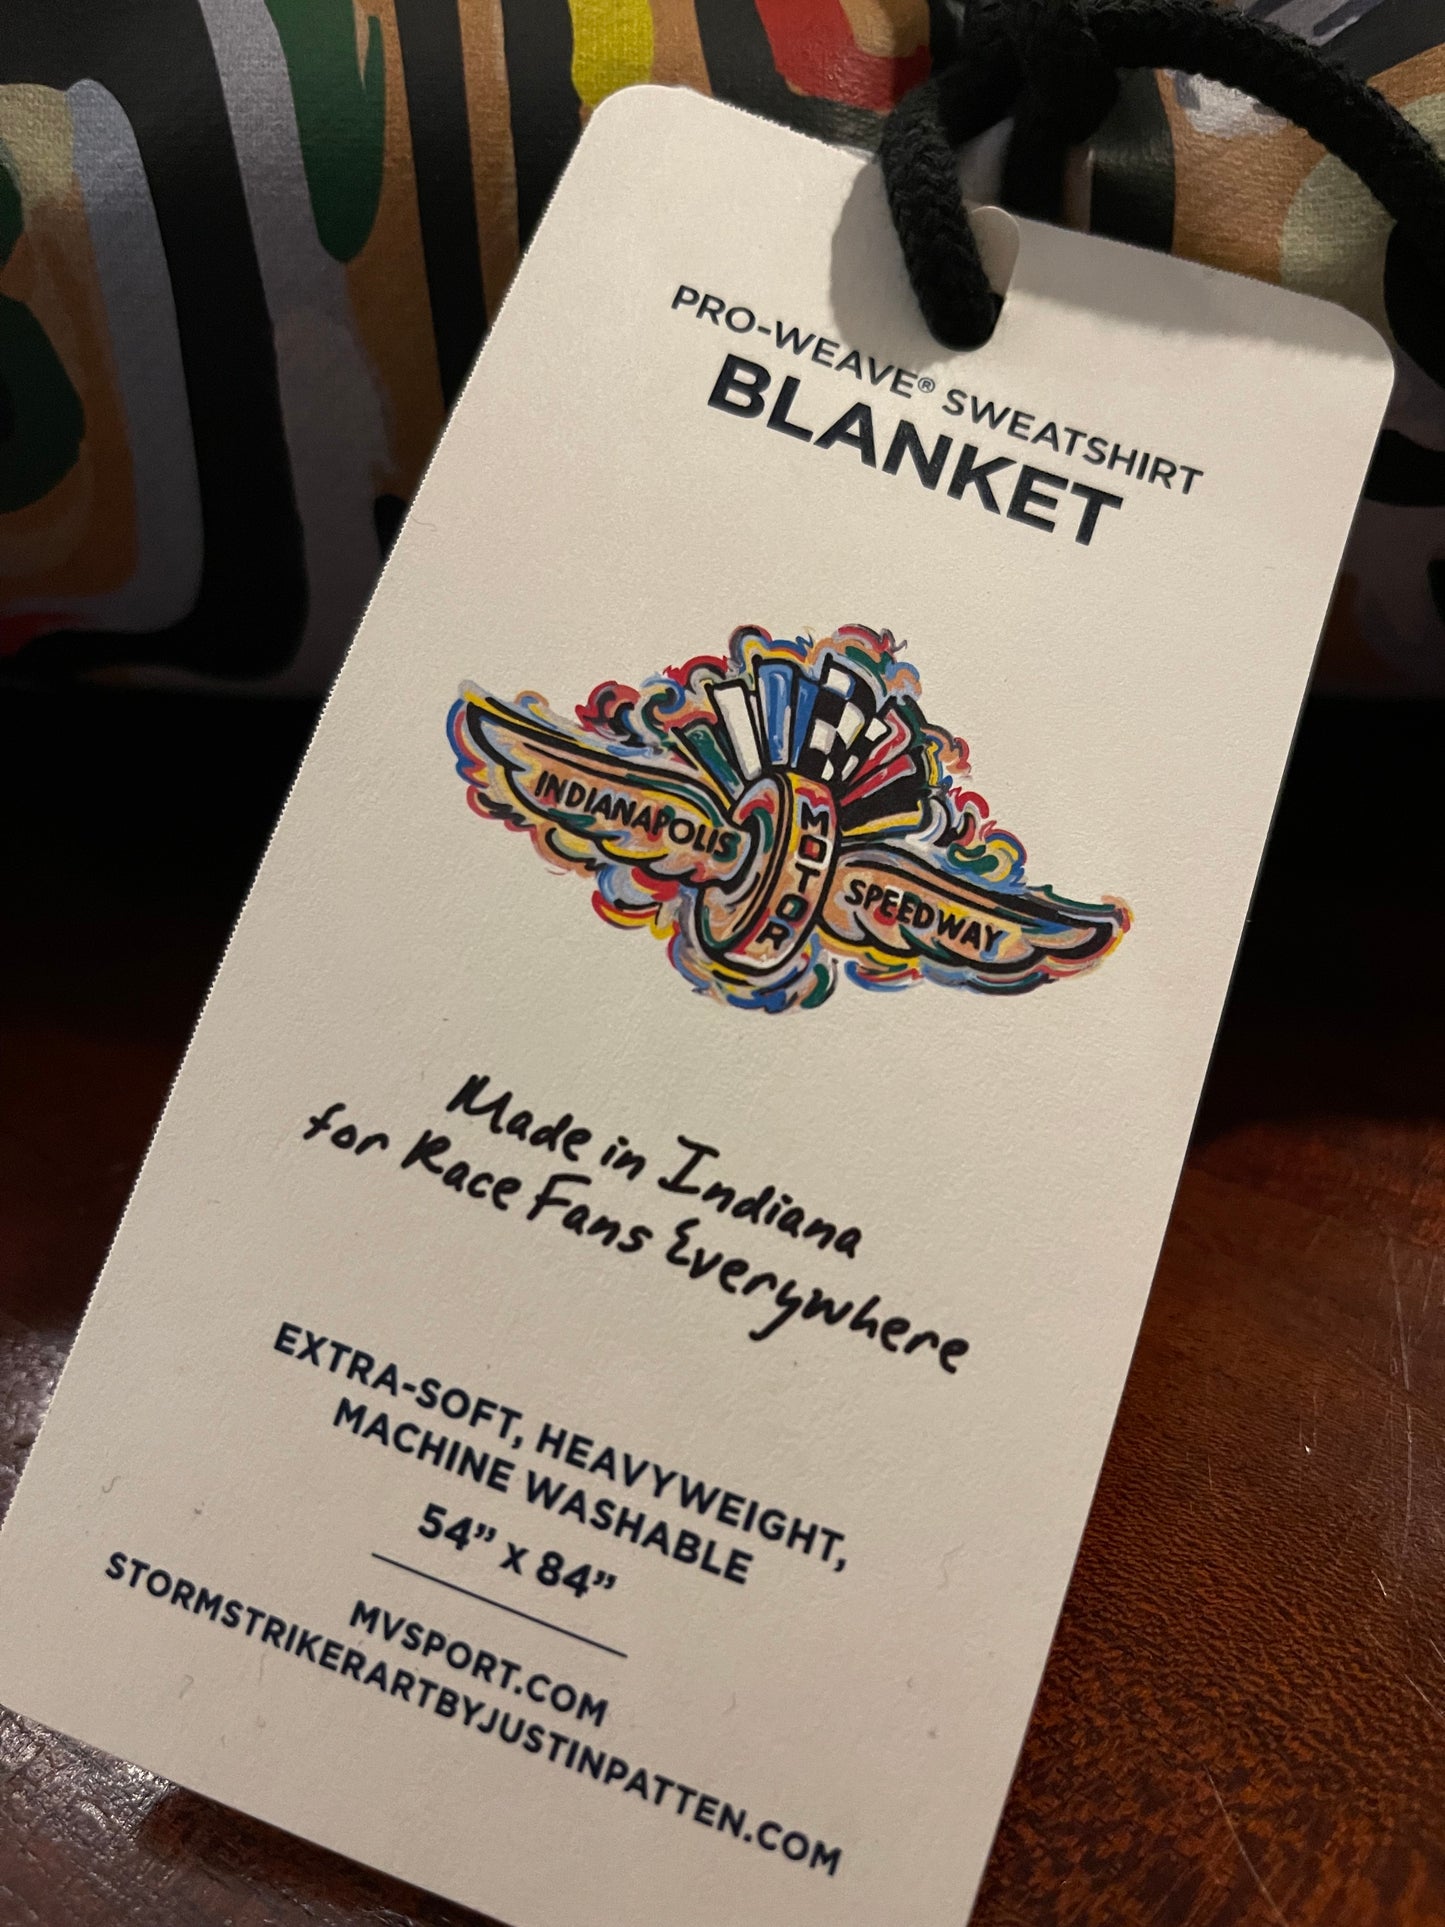 PRO-WEAVE® SWEATSHIRT
BLANKET
INDIANAPOLIS
MOTOR
SPEEDWAY
Made in Indiana
for Race Fans Everywhere
EXTRA-SOFT, HEAVYWEIGHT,
MACHINE WASHABLE
54” X 84”
MVSPORT.COM
STORMSTRIKERARTBYJUSTINPATTEN.COM